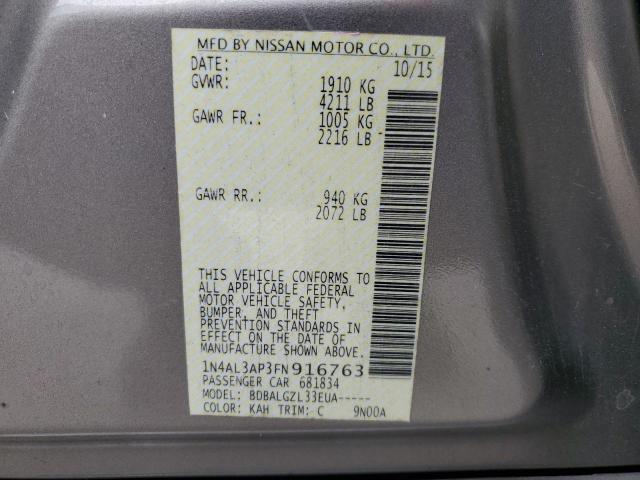 MFD BY NISSAN MOTOR CO., LTD.
DATE: 10/15
GVWR: 1910 KG
4211 LB
GAWR FR.: 1005 KG
2216 LB
GAWR RR.: 940 KG
2072 LB
THIS VEHICLE CONFORMS TO
ALL APPLICABLE FEDERAL
MOTOR VEHICLE SAFETY,
BUMPER, AND THEFT
PREVENTION STANDARDS IN
EFFECT ON THE DATE OF
MANUFACTURE SHOWN ABOVE.
1N4AL3AP3FN916763
PASSENGER CAR 681834
MODEL: BDBALGZL33EUA-----
COLOR: KAH TRIM: C 9N00A